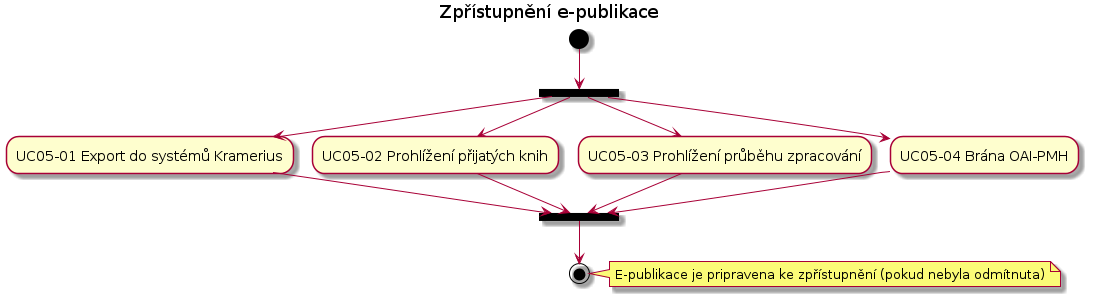 Zpřístupnění e-publikace
UC05-01 Export do systémů Kramerius
UC05-02 Prohlížení přijatých knih
UC05-03 Prohlížení průběhu zpracování
UC05-04 Brána OAI-PMH
E-publikace je pripravena ke zpřístupnění (pokud nebyla odmítnuta)